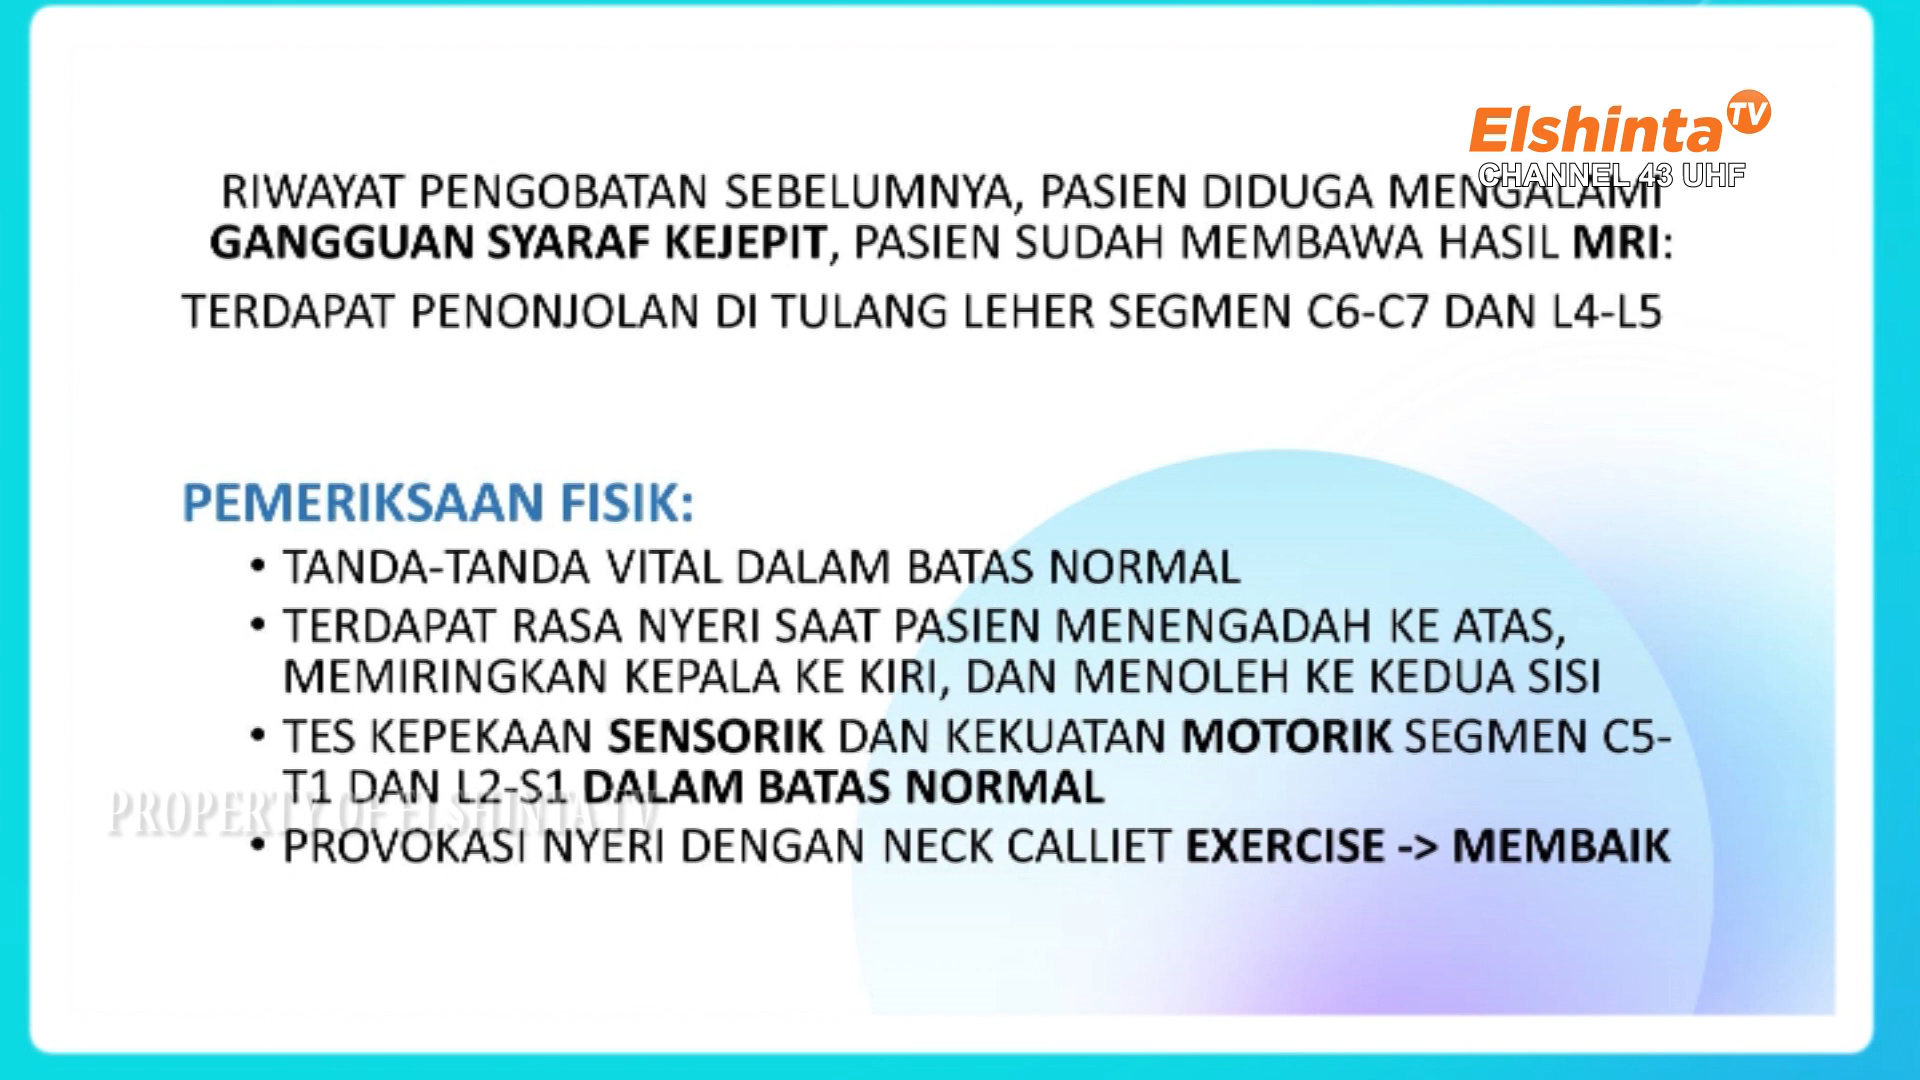 Elshinta TV
CHANNEL 43 UHF
RIWAYAT PENGOBATAN SEBELUMNYA, PASIEN DIDUGA MENGALAMI
GANGGUAN SYARAF KEJEPIT, PASIEN SUDAH MEMBAWA HASIL MRI:
TERDAPAT PENONJOLAN DI TULANG LEHER SEGMEN C6-C7 DAN L4-L5
PEMERIKSAAN FISIK:
• TANDA-TANDA VITAL DALAM BATAS NORMAL
• TERDAPAT RASA NYERI SAAT PASIEN MENENGADAH KE ATAS,
MEMIRINGKAN KEPALA KE KIRI, DAN MENOLEH KE KEDUA SISI
• TES KEPEKAAN SENSORIK DAN KEKUATAN MOTORIK SEGMEN C5-
T1 DAN L2-S1 DALAM BATAS NORMAL
PROPERTY OF ELSHINTA TV
• PROVOKASI NYERI DENGAN NECK CALLIET EXERCISE -> MEMBAIK